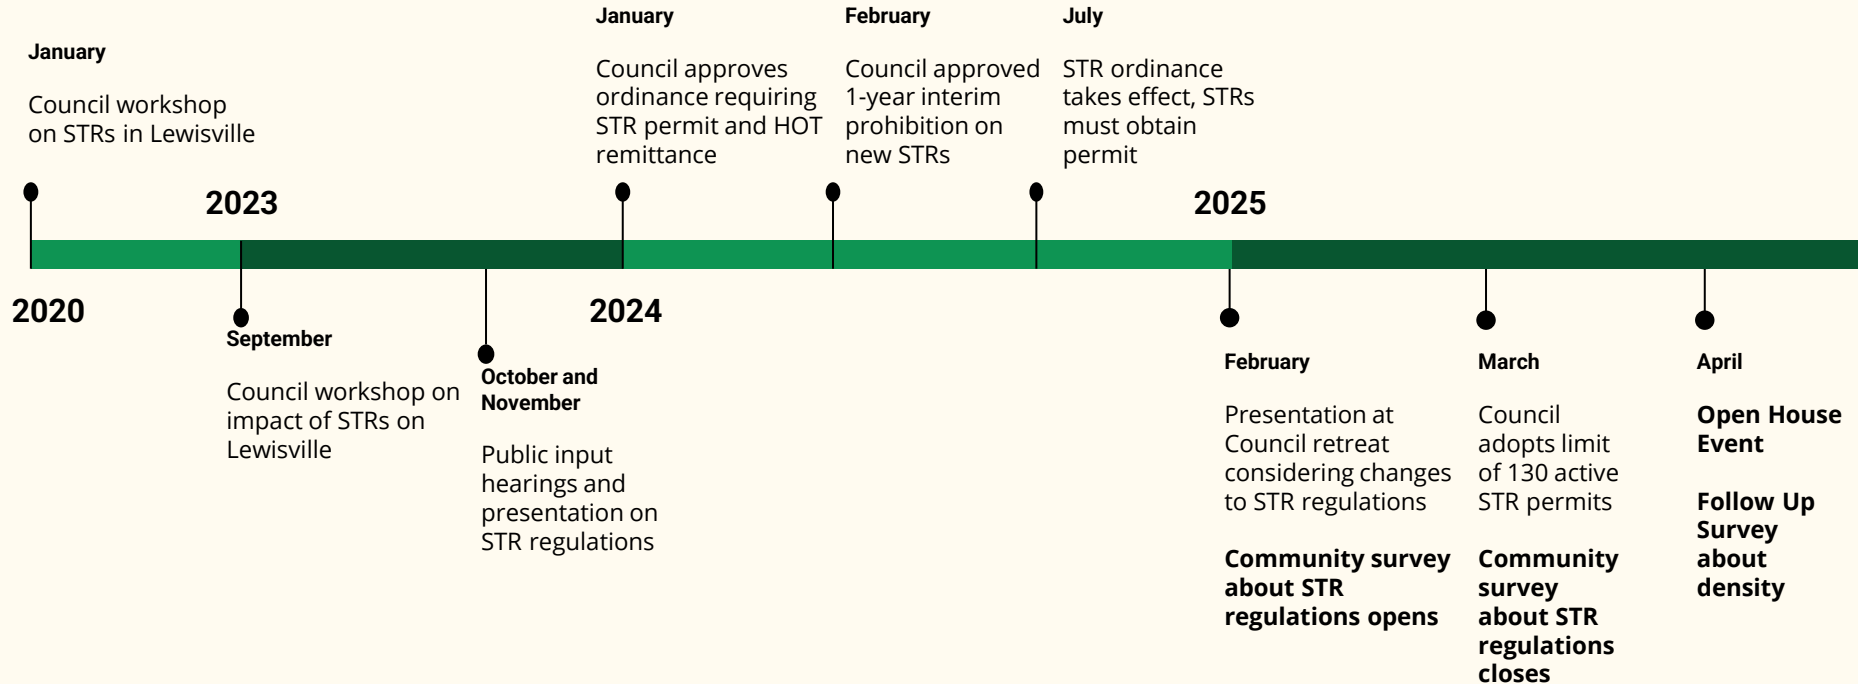 January
Council workshop
on STRs in Lewisville
2020
2023
September
Council workshop on
impact of STRs on
Lewisville
October and
November
Public input
hearings and
presentation on
STR regulations
January
Council approves
ordinance requiring
STR permit and HOT
remittance
2024
February
Council approved
1-year interim
prohibition on
new STRs
July
STR ordinance
takes effect, STRs
must obtain
permit
2025
February
Presentation at
Council retreat
considering changes
to STR regulations
Community survey
about STR
regulations opens
March
Council
adopts limit
of 130 active
STR permits
Community
survey
about STR
regulations
closes
April
Open House
Event
Follow Up
Survey
about
density